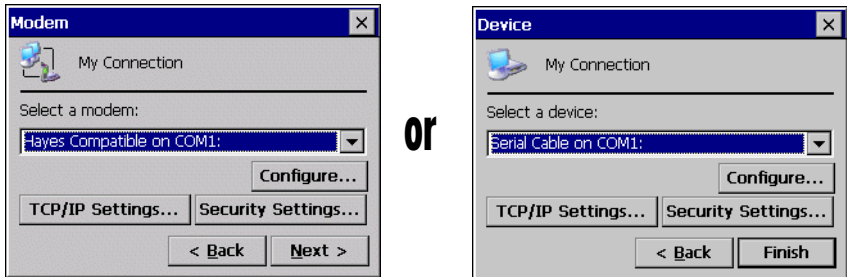 Modem
My Connection
Select a modem:
Hayes Compatible on COM1:
Configure...
TCP/IP Settings... Security Settings...
< Back Next >
or
Device
My Connection
Select a device:
Serial Cable on COM1:
Configure...
TCP/IP Settings... Security Settings...
< Back Finish